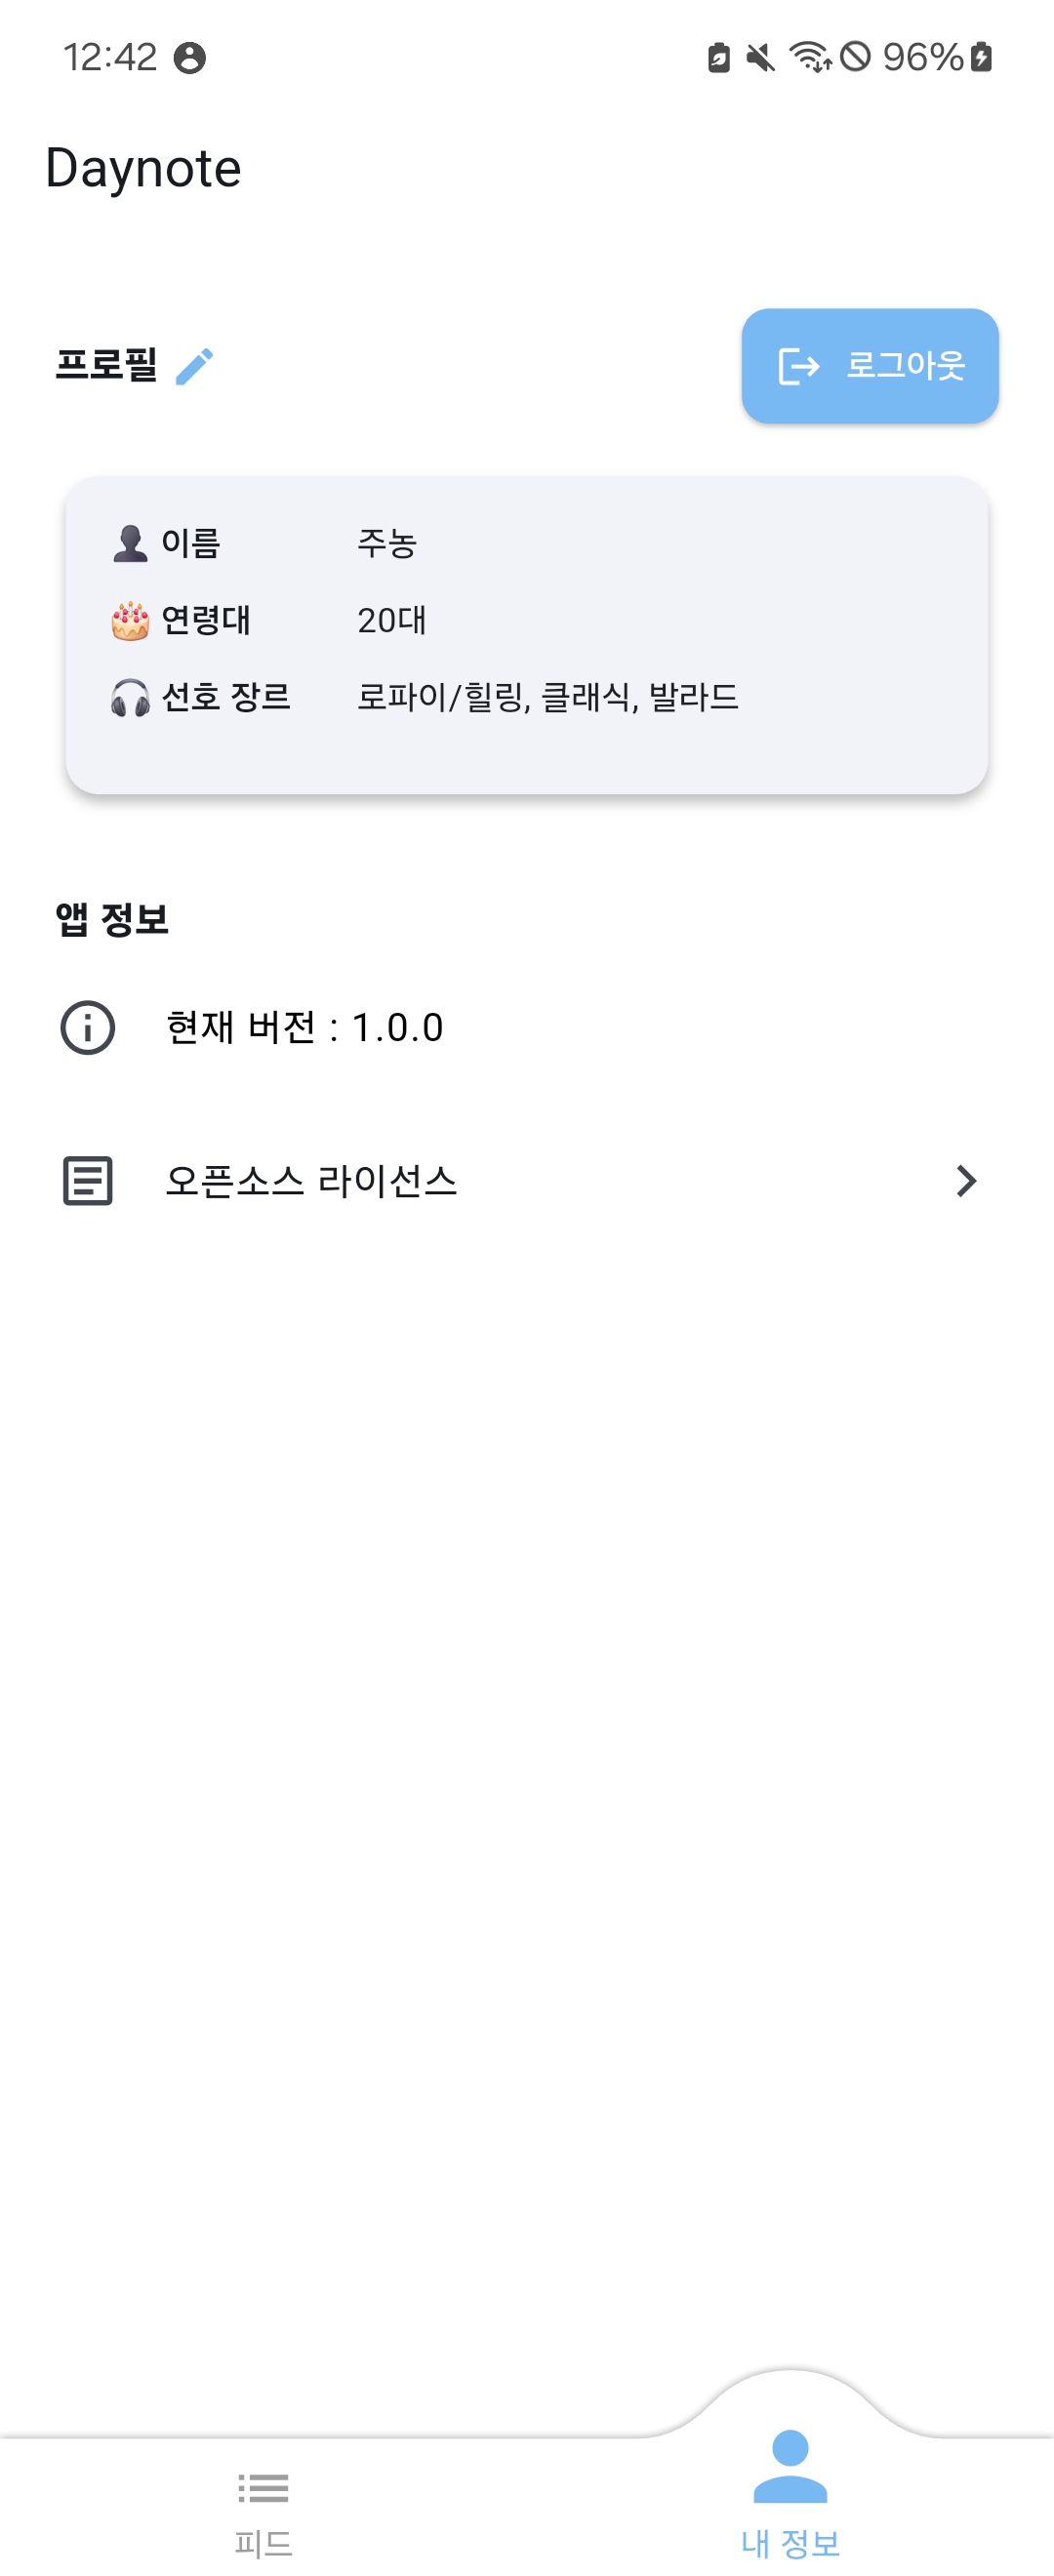 12:42
96%
Daynote
프로필
로그아웃
이름 주농
연령대 20대
선호 장르 로파이/힐링, 클래식, 발라드
앱 정보
현재 버전 : 1.0.0
오픈소스 라이선스
피드
내 정보